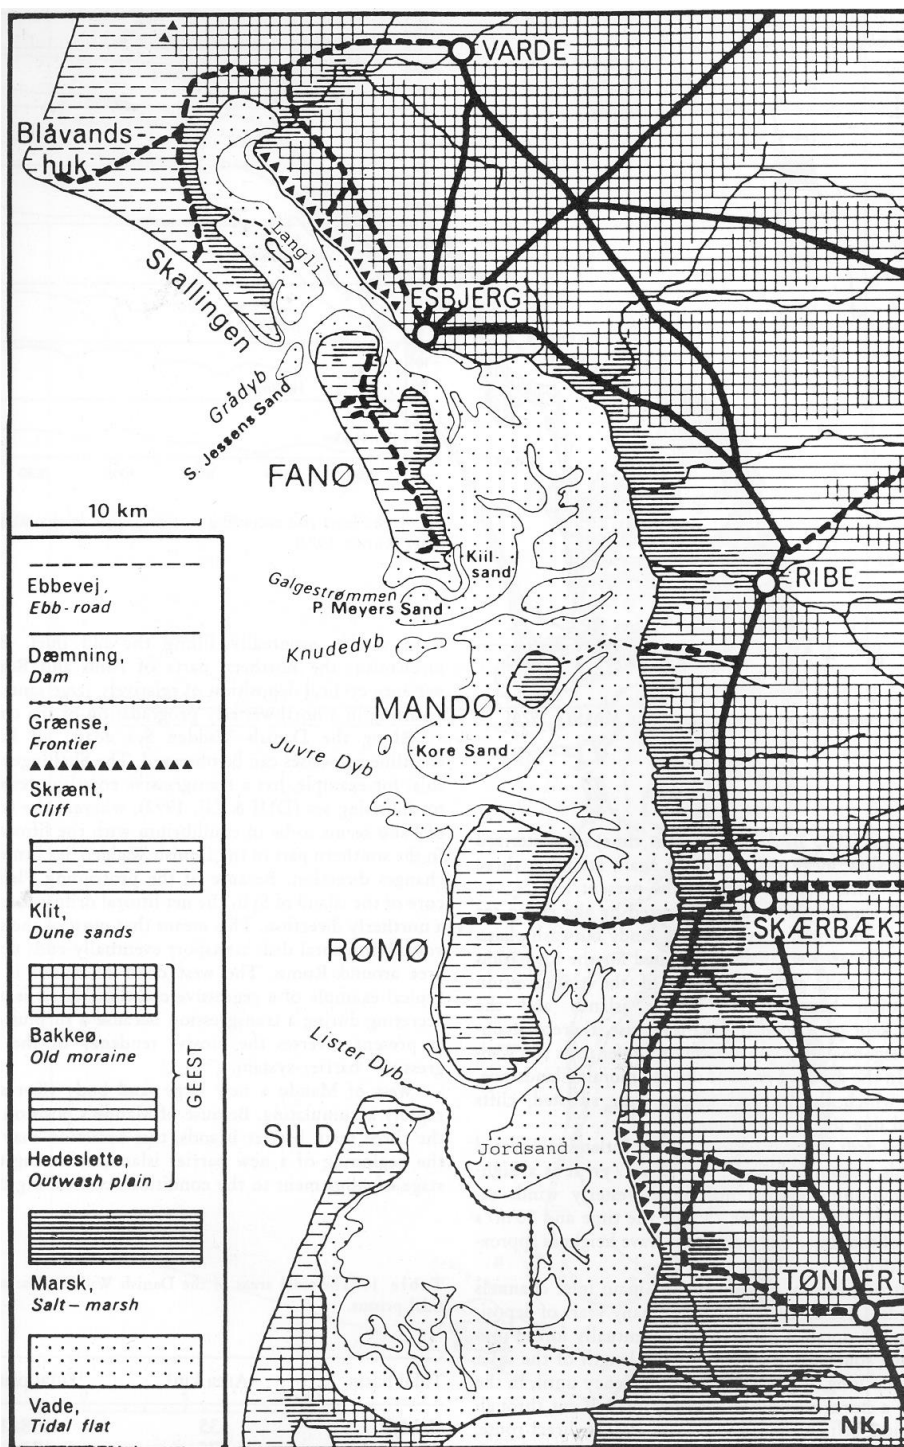 VARDE
Blåvands-
huk
Langli
Skallingen
ESBJERG
Grådyb
S. Jessens Sand
FANØ
10 km
Kiil
sand
Galgestrømmen
P. Meyers Sand
RIBE
Knudedyb
MANDØ
Juvre Dyb
Kore Sand
SKÆRBÆK
RØMØ
Lister Dyb
SILD
Jordsand
TØNDER
Ebbevej,
Ebb-road
Dæmning,
Dam
Grænse,
Frontier
Skrænt,
Cliff
Klit,
Dune sands
Bakkeø,
Old moraine
GEEST
Hedeslette,
Outwash plain
Marsk,
Salt-marsh
Vade,
Tidal flat
NKJ